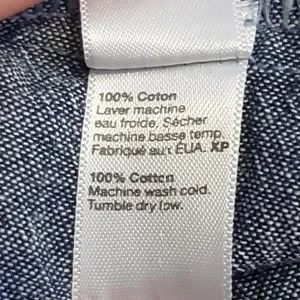 100% Coton
Laver machine
eau froide, Sécher
machine basse temp.
Fabriqué aux ÉUA. XP
100% Cotton
Machine wash cold.
Tumble dry low.